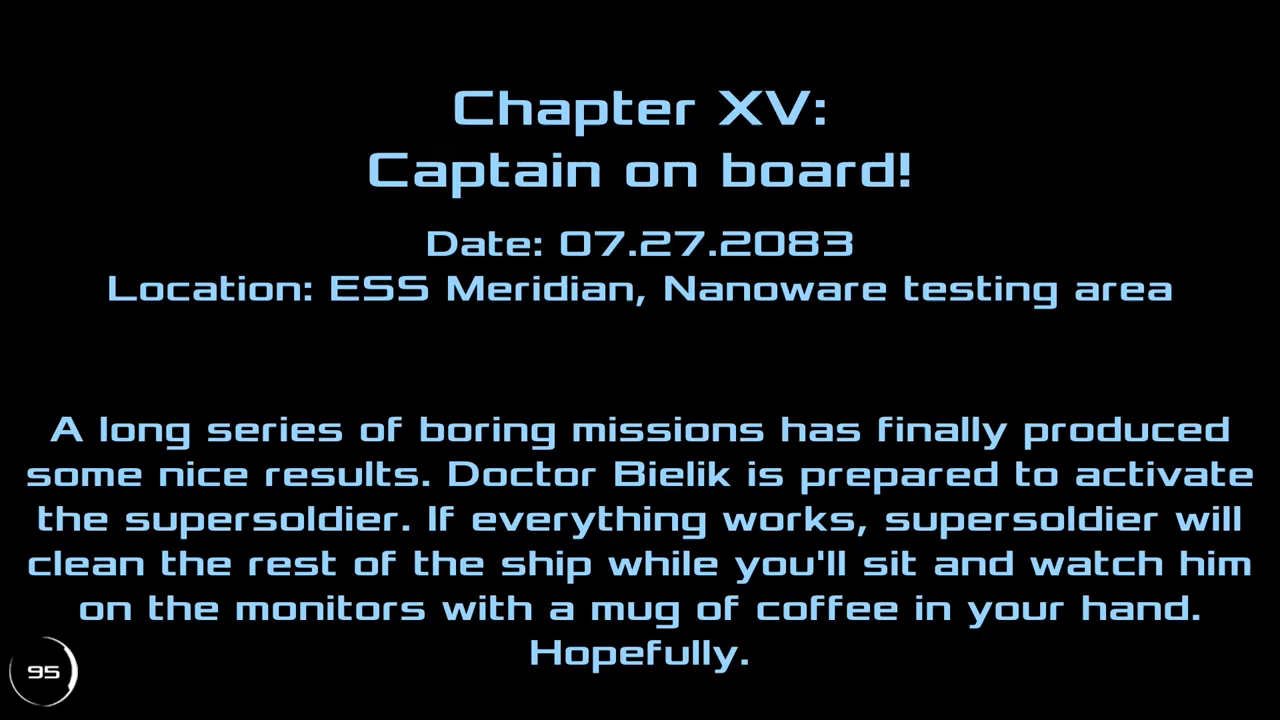 Chapter XV:
Captain on board!
Date: 07.27.2083
Location: ESS Meridian, Nanoware testing area
A long series of boring missions has finally produced
some nice results. Doctor Bielik is prepared to activate
the supersoldier. If everything works, supersoldier will
clean the rest of the ship while you'll sit and watch him
on the monitors with a mug of coffee in your hand.
Hopefully.
95